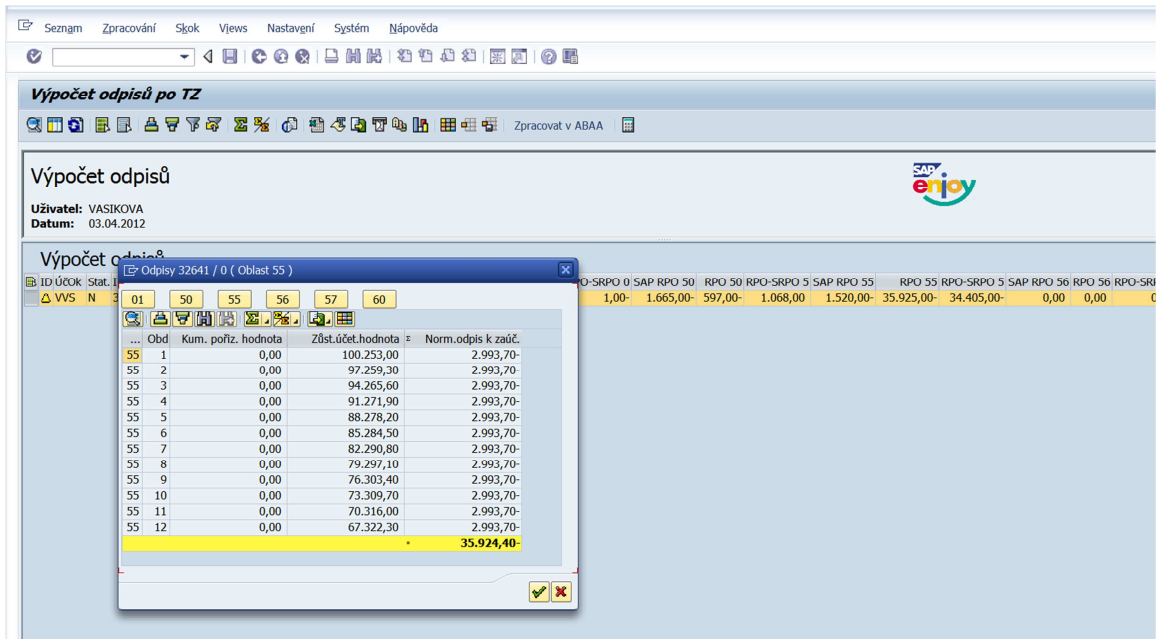 Seznam Zpracování Skok Views Nastavení Systém Nápověda
Výpočet odpisů po TZ
Zpracovat v ABAA
Výpočet odpisů
SAP
enjoy
Uživatel: VASIKOVA
Datum: 03.04.2012
Výpočet odpisů
ID ÚčOk Stat. RPO-SRPO 0 SAP RPO 50 RPO 50 RPO-SRPO 5 SAP RPO 55 RPO 55 RPO-SRPO 5 SAP RPO 56 RPO 56 RPO-SRP
VVS N 3 1,00- 1.665,00- 597,00- 1.068,00 1.520,00- 35.925,00- 34.405,00- 0,00 0,00 0
Odpisy 32641 / 0 ( Oblast 55 )
01 50 55 56 57 60
... Obd Kum. poříz. hodnota Zůst.účet.hodnota Σ Norm.odpis k zaúč.
55 1 0,00 100.253,00 2.993,70-
55 2 0,00 97.259,30 2.993,70-
55 3 0,00 94.265,60 2.993,70-
55 4 0,00 91.271,90 2.993,70-
55 5 0,00 88.278,20 2.993,70-
55 6 0,00 85.284,50 2.993,70-
55 7 0,00 82.290,80 2.993,70-
55 8 0,00 79.297,10 2.993,70-
55 9 0,00 76.303,40 2.993,70-
55 10 0,00 73.309,70 2.993,70-
55 11 0,00 70.316,00 2.993,70-
55 12 0,00 67.322,30 2.993,70-
35.924,40-